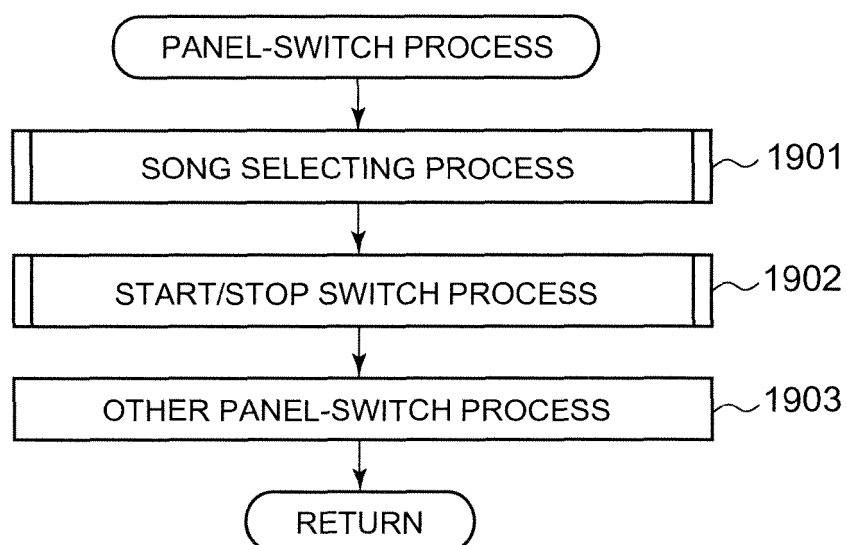 PANEL-SWITCH PROCESS
SONG SELECTING PROCESS
1901
START/STOP SWITCH PROCESS
1902
OTHER PANEL-SWITCH PROCESS
1903
RETURN